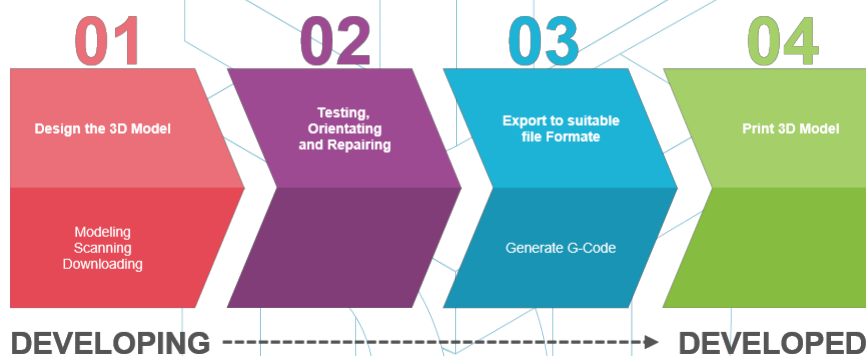 01
02
03
04
Design the 3D Model
Testing,
Orientating
and Repairing
Export to suitable
file Formate
Print 3D Model
Modeling
Scanning
Downloading
Generate G-Code
DEVELOPING
DEVELOPED